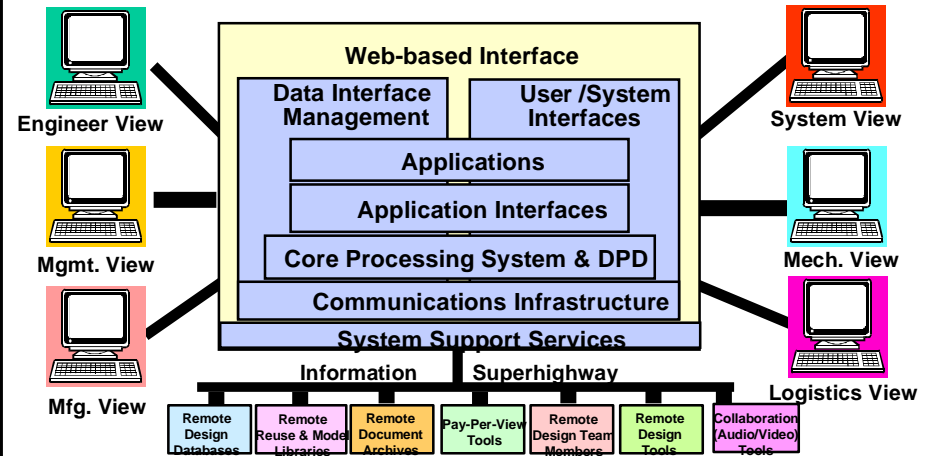 Web-based Interface
Data Interface
Management
User /System
Interfaces
Applications
Application Interfaces
Core Processing System & DPD
Communications Infrastructure
System Support Services
Engineer View
Mgmt. View
Mfg. View
System View
Mech. View
Logistics View
Information Superhighway
Remote
Design
Databases
Remote
Reuse & Model
Libraries
Remote
Document
Archives
Pay-Per-View
Tools
Remote
Design Team
Members
Remote
Design
Tools
Collaboration
(Audio/Video)
Tools